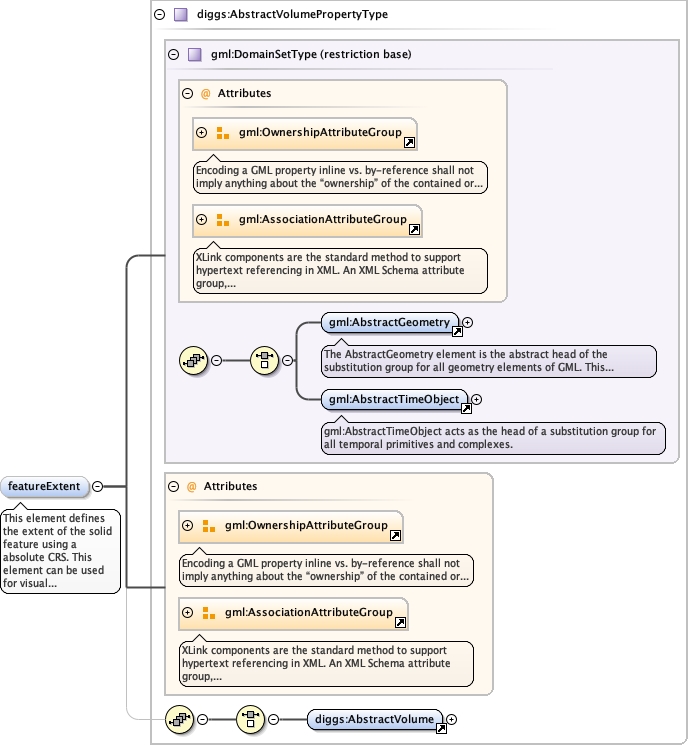 diggs:AbstractVolumePropertyType
gml:DomainSetType (restriction base)
@ Attributes
gml:OwnershipAttributeGroup
Encoding a GML property inline vs. by-reference shall not
imply anything about the “ownership” of the contained or...
gml:AssociationAttributeGroup
XLink components are the standard method to support
hypertext referencing in XML. An XML Schema attribute
group,...
gml:AbstractGeometry
The AbstractGeometry element is the abstract head of the
substitution group for all geometry elements of GML. This...
gml:AbstractTimeObject
gml:AbstractTimeObject acts as the head of a substitution group for
all temporal primitives and complexes.
featureExtent
This element defines
the extent of the solid
feature using a
absolute CRS. This
element can be used
for visual...
@ Attributes
gml:OwnershipAttributeGroup
Encoding a GML property inline vs. by-reference shall not
imply anything about the “ownership” of the contained or...
gml:AssociationAttributeGroup
XLink components are the standard method to support
hypertext referencing in XML. An XML Schema attribute
group,...
diggs:AbstractVolume